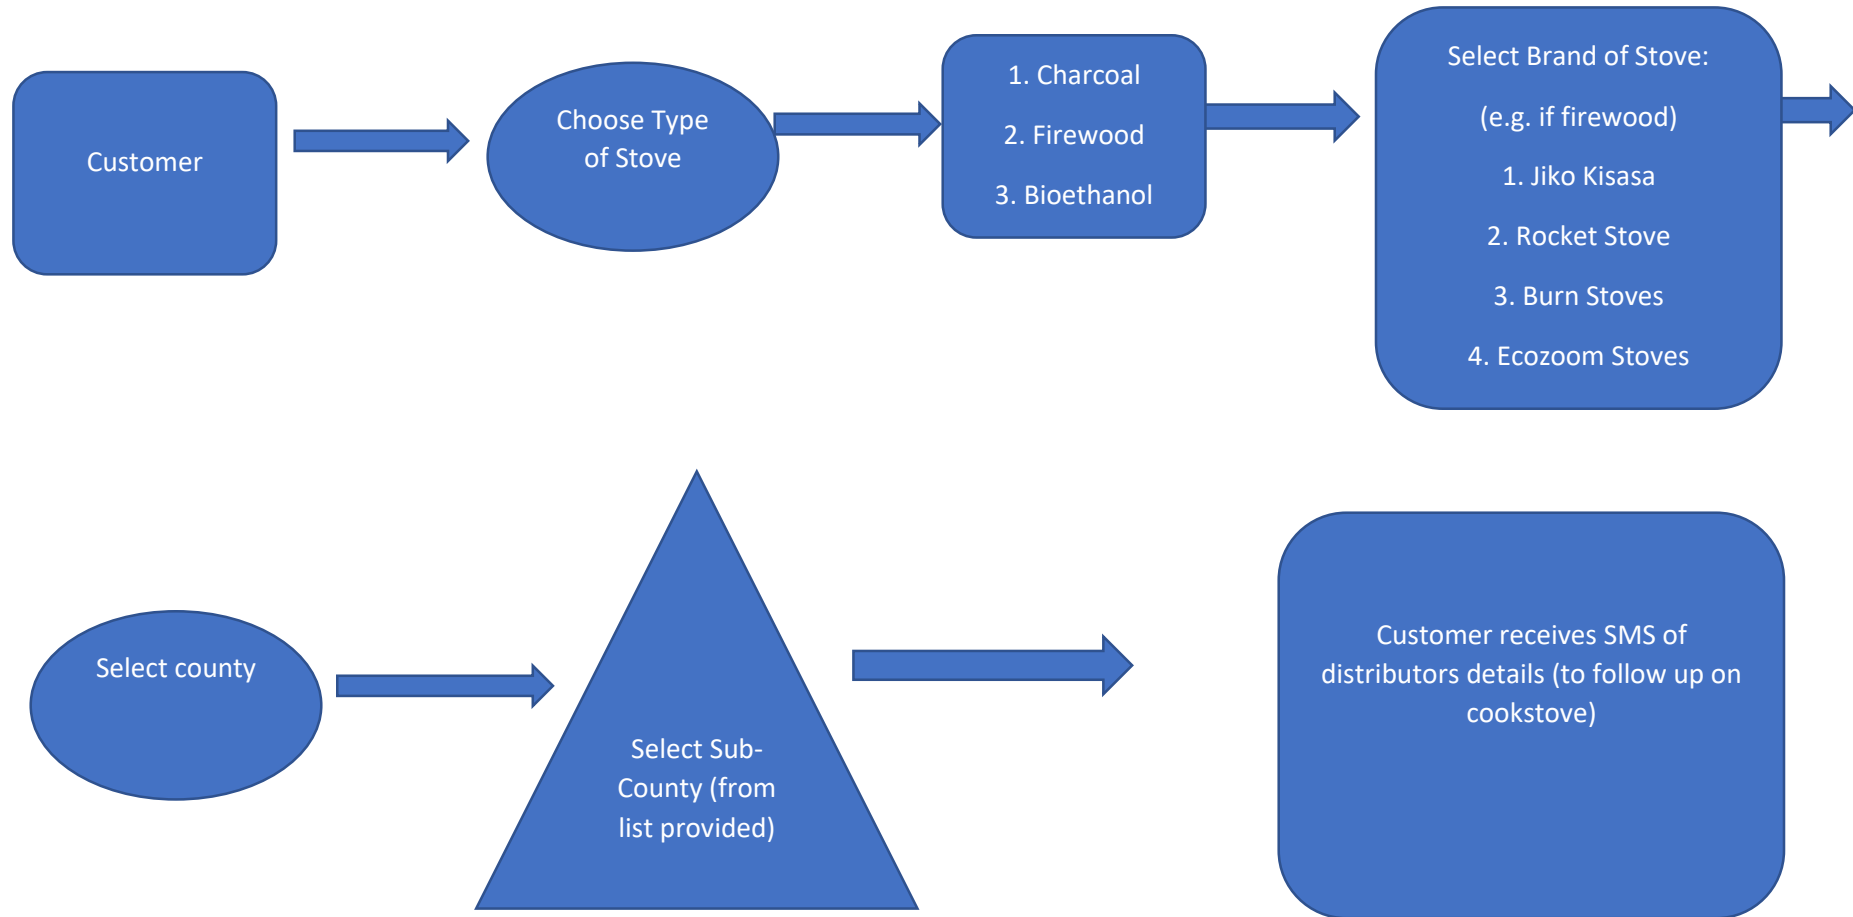 Customer
Choose Type
of Stove
1. Charcoal
2. Firewood
3. Bioethanol
Select Brand of Stove:
(e.g. if firewood)
1. Jiko Kisasa
2. Rocket Stove
3. Burn Stoves
4. Ecozoom Stoves
Select county
Select Sub-
County (from
list provided)
Customer receives SMS of
distributors details (to follow up on
cookstove)